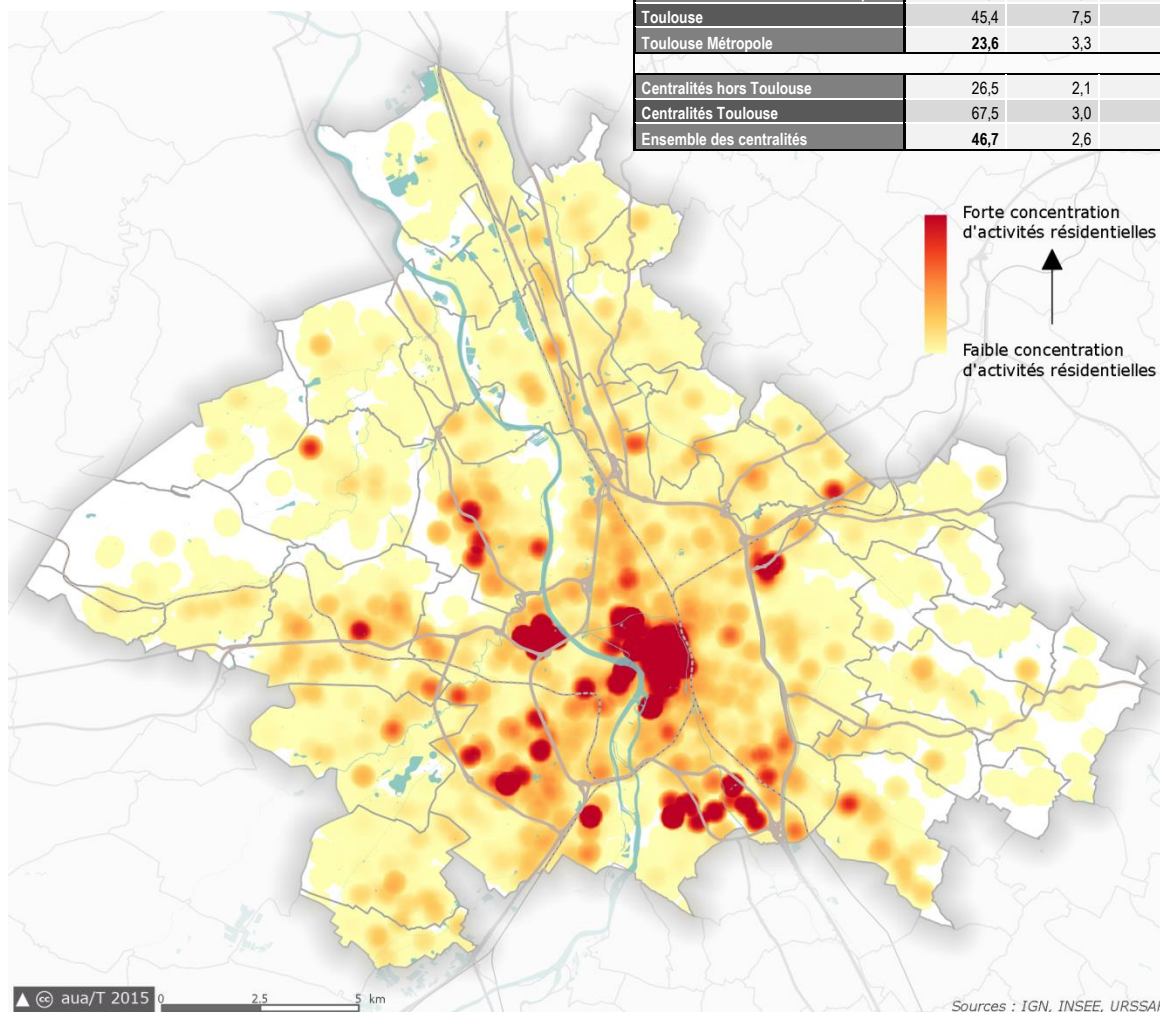 Toulouse 45,4 7,5
Toulouse Métropole 23,6 3,3
Centralités hors Toulouse 26,5 2,1
Centralités Toulouse 67,5 3,0
Ensemble des centralités 46,7 2,6
Forte concentration
d'activités résidentielles
Faible concentration
d'activités résidentielles
cc aua/T 2015 0 2.5 5 km
Sources : IGN, INSEE, URSSAF